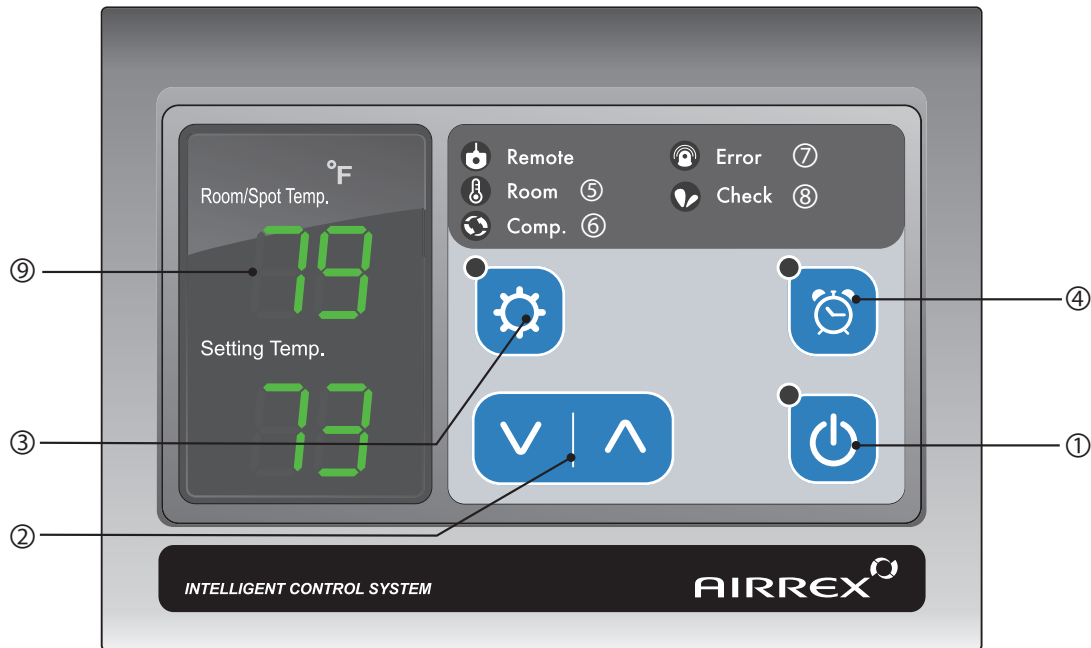 °F
Room/Spot Temp.
79
Setting Temp.
73
Remote
Room ⑤
Comp. ⑥
Error ⑦
Check ⑧
⑨
③
②
④
①
INTELLIGENT CONTROL SYSTEM
AIRREX